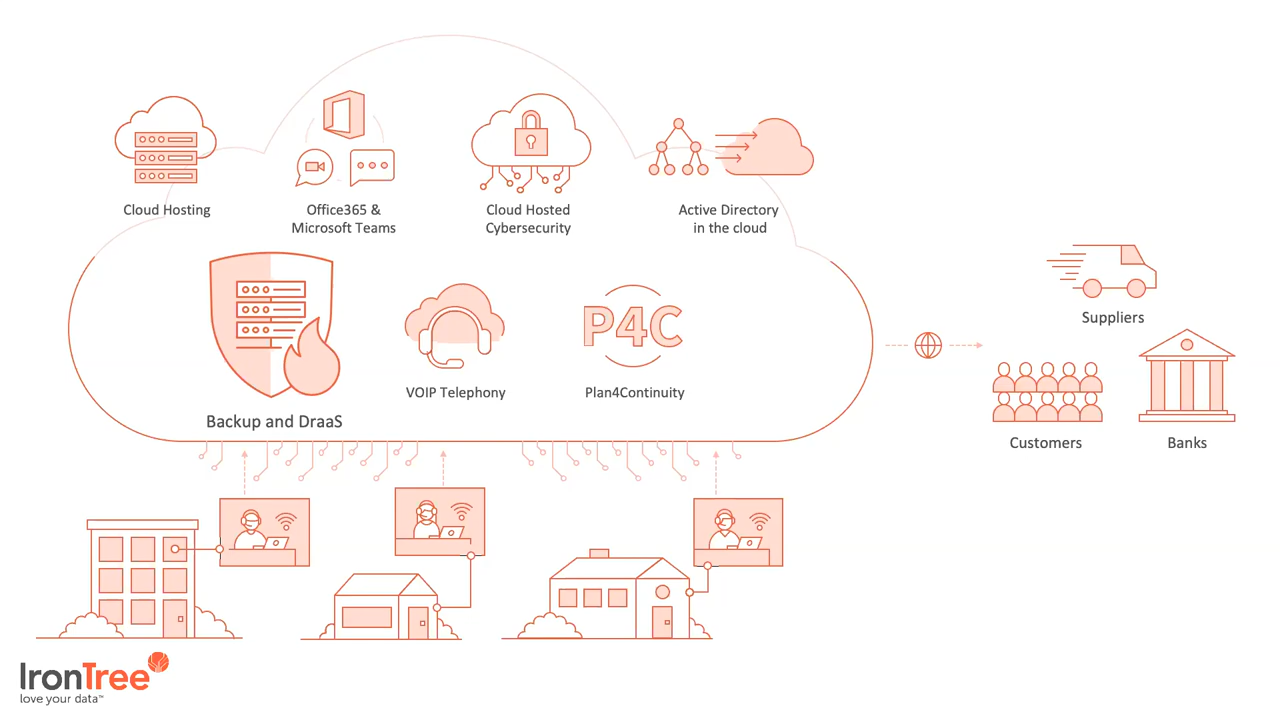 Cloud Hosting
Office365 &
Microsoft Teams
Cloud Hosted
Cybersecurity
Active Directory
in the cloud
Backup and DraaS
VOIP Telephony
P4C
Plan4Continuity
Suppliers
Customers
Banks
IronTree
love your data™